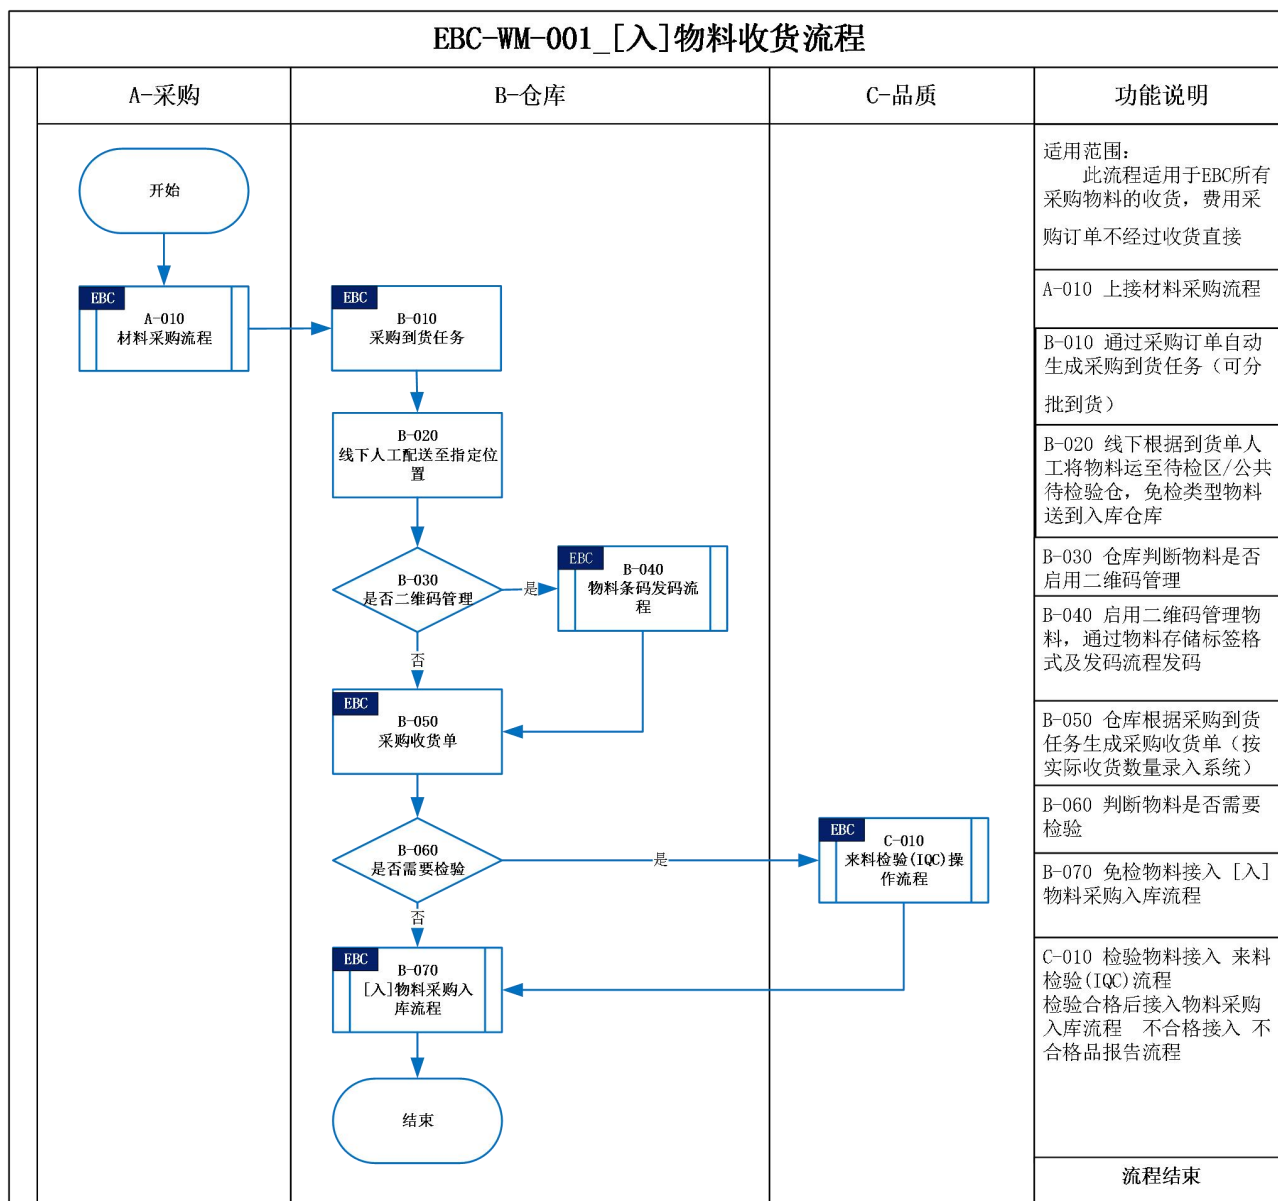 EBC-WM-001_[入]物料收货流程
A-采购
B-仓库
C-品质
功能说明
开始
EBC
A-010
材料采购流程
EBC
B-010
采购到货任务
B-020
线下人工配送至指定位
置
B-030
是否二维码管理
是
EBC
B-040
物料条码发码流
程
否
EBC
B-050
采购收货单
B-060
是否需要检验
是
EBC
C-010
来料检验(IQC)操
作流程
否
EBC
B-070
[入]物料采购入
库流程
结束
适用范围：
此流程适用于EBC所有
采购物料的收货，费用采
购订单不经过收货直接
A-010 上接材料采购流程
B-010 通过采购订单自动
生成采购到货任务（可分
批到货）
B-020 线下根据到货单人
工将物料运至待检区/公共
待检验仓，免检类型物料
送到入库仓库
B-030 仓库判断物料是否
启用二维码管理
B-040 启用二维码管理物
料，通过物料存储标签格
式及发码流程发码
B-050 仓库根据采购到货
任务生成采购收货单（按
实际收货数量录入系统）
B-060 判断物料是否需要
检验
B-070 免检物料接入 [入]
物料采购入库流程
C-010 检验物料接入 来料
检验(IQC)流程
检验合格后接入物料采购
入库流程 不合格接入 不
合格品报告流程
流程结束